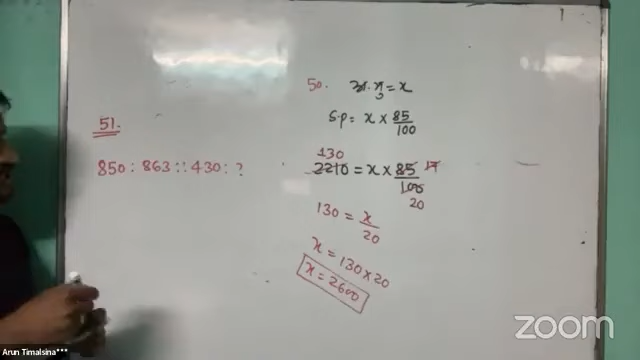 51.
850 : 863 :: 430 : ?
50. अ.मू = x
S.P = x × 85/100
130
2210 = x × 85/100 17
20
130 = x/20
x = 130 × 20
x = 2600
zoom
Arun Timalsina***